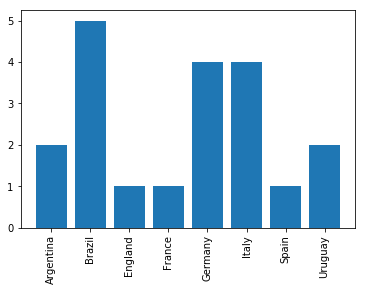 5
4
3
2
1
0
Argentina
Brazil
England
France
Germany
Italy
Spain
Uruguay